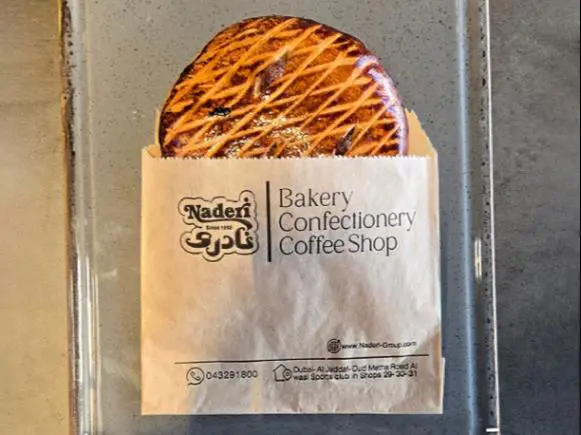 Naderi
Since 1952
نادری
Bakery
Confectionery
Coffee Shop
www.Naderi-Group.com
043291800
Dubai- Al Jaddaf- Oud Metha Road Al
wasl Sports club in Shops 29- 30-31